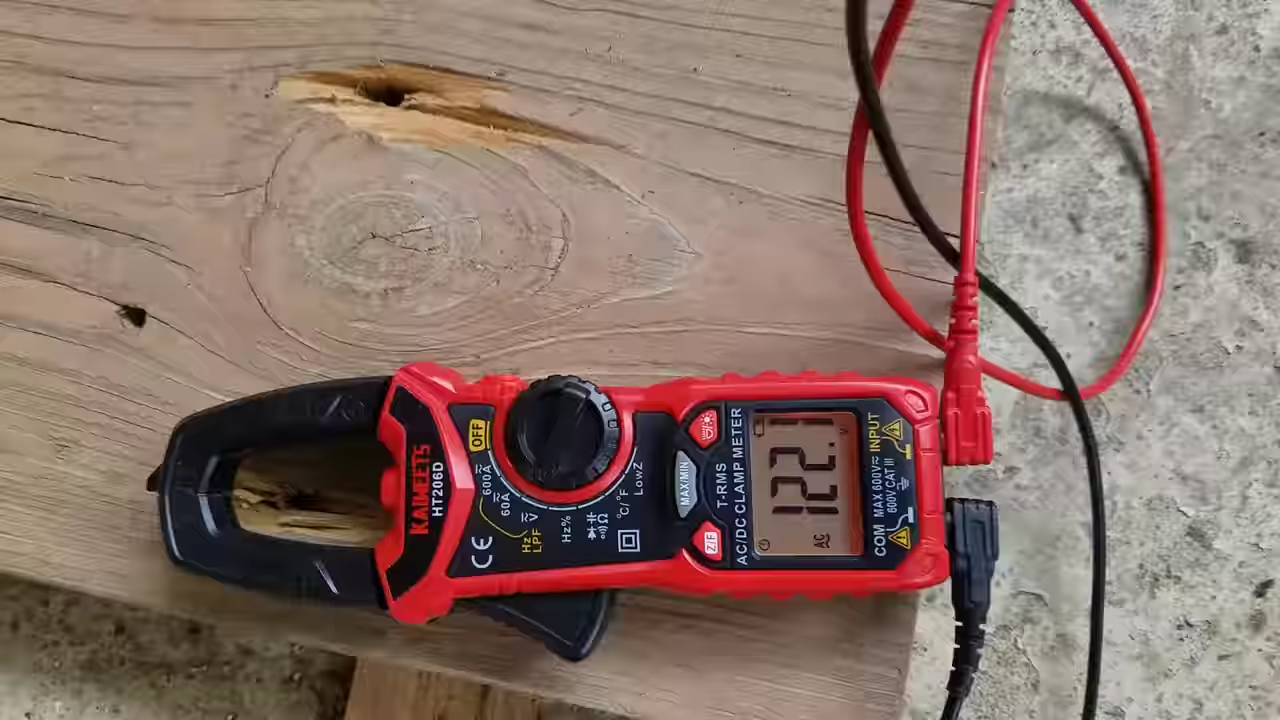 KAIWEETS
HT206D
OFF
600A
60A
V
Hz
LPF
Hz%
Ω
°C/°F
LowZ
CE
MAX/MIN
Z/F
T-RMS
AC/DC CLAMP METER
122.1
V
AC
INPUT
MAX 600V
600V CAT III
COM